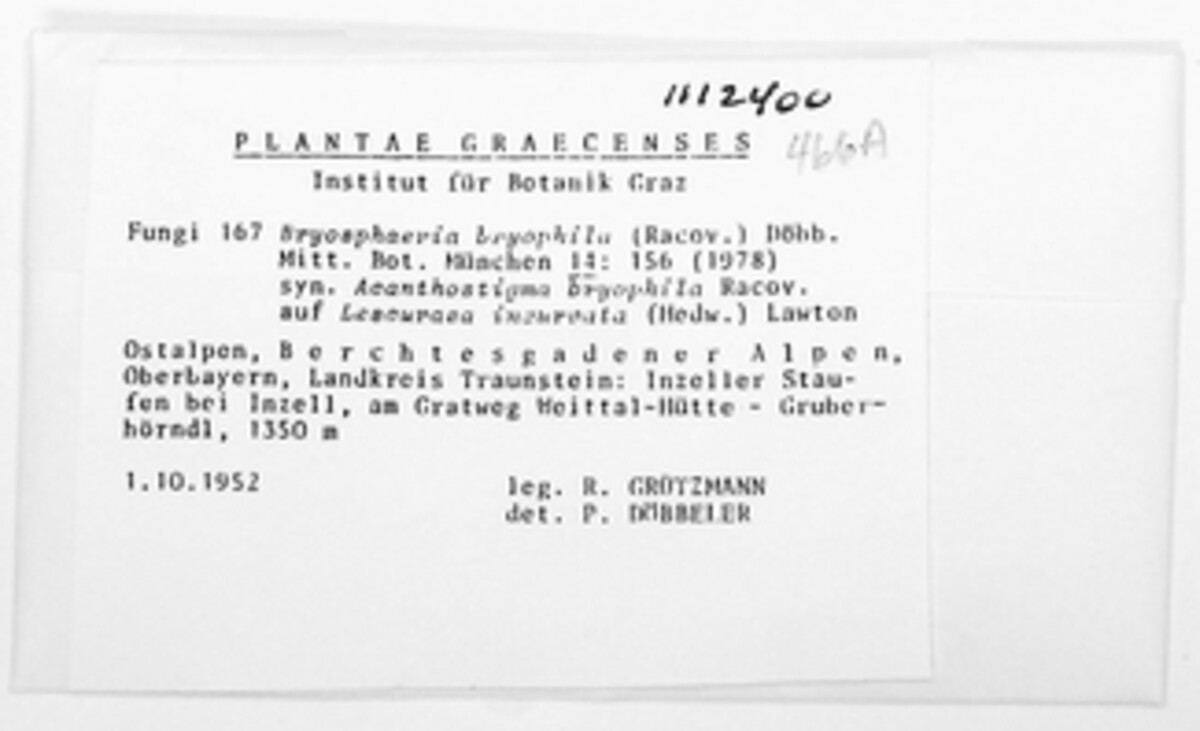 1112400
466A
PLANTAE GRAECENSES
Institut für Botanik Graz
Fungi 167 Bryosphaeria bryophila (Racov.) Döbb.
Mitt. Bot. München 14: 156 (1978)
syn. Acanthostigma bryophila Racov.
auf Lescuraea incurvata (Hedw.) Lawton
Ostalpen, Berchtesgadener Alpen,
Oberbayern, Landkreis Traunstein: Inzeller Stau-
fen bei Inzell, am Gratweg Weittal-Hütte - Gruber-
hörndl, 1350 m
1.10.1952
leg. R. GRÖTZMANN
det. P. DÖBBELER